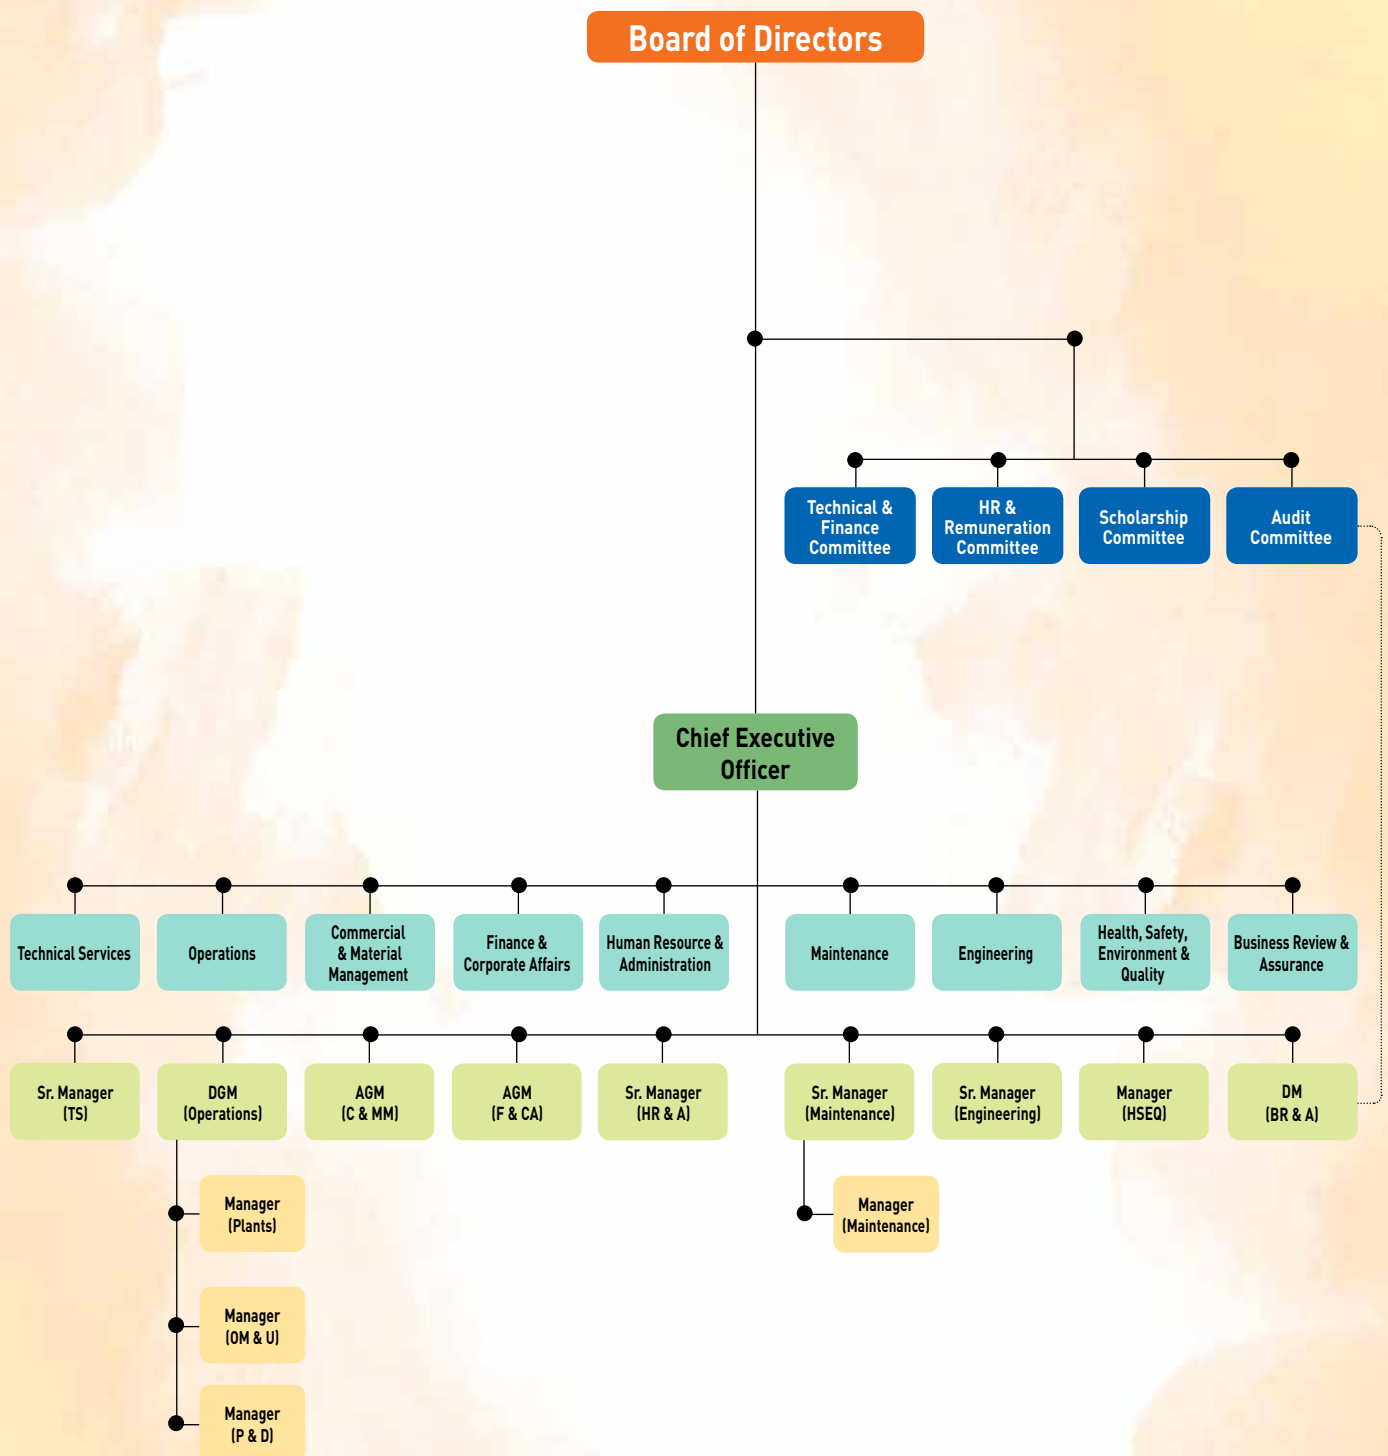 Board of Directors
Technical &
Finance
Committee
HR &
Remuneration
Committee
Scholarship
Committee
Audit
Committee
Chief Executive
Officer
Technical Services
Operations
Commercial
& Material
Management
Finance &
Corporate Affairs
Human Resource &
Administration
Maintenance
Engineering
Health, Safety,
Environment &
Quality
Business Review &
Assurance
Sr. Manager
(TS)
DGM
(Operations)
AGM
(C & MM)
AGM
(F & CA)
Sr. Manager
(HR & A)
Sr. Manager
(Maintenance)
Sr. Manager
(Engineering)
Manager
(HSEQ)
DM
(BR & A)
Manager
(Plants)
Manager
(Maintenance)
Manager
(OM & U)
Manager
(P & D)